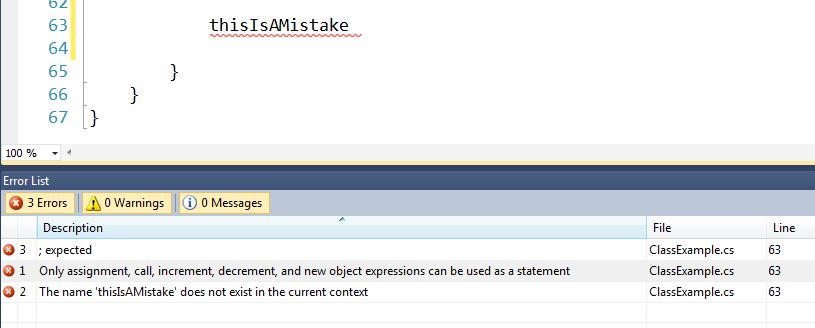 62
63 thisIsAMistake
64
65 }
66 }
67 }
100 %
Error List
3 Errors 0 Warnings 0 Messages
Description File Line
3 ; expected ClassExample.cs 63
1 Only assignment, call, increment, decrement, and new object expressions can be used as a statement ClassExample.cs 63
2 The name 'thisIsAMistake' does not exist in the current context ClassExample.cs 63